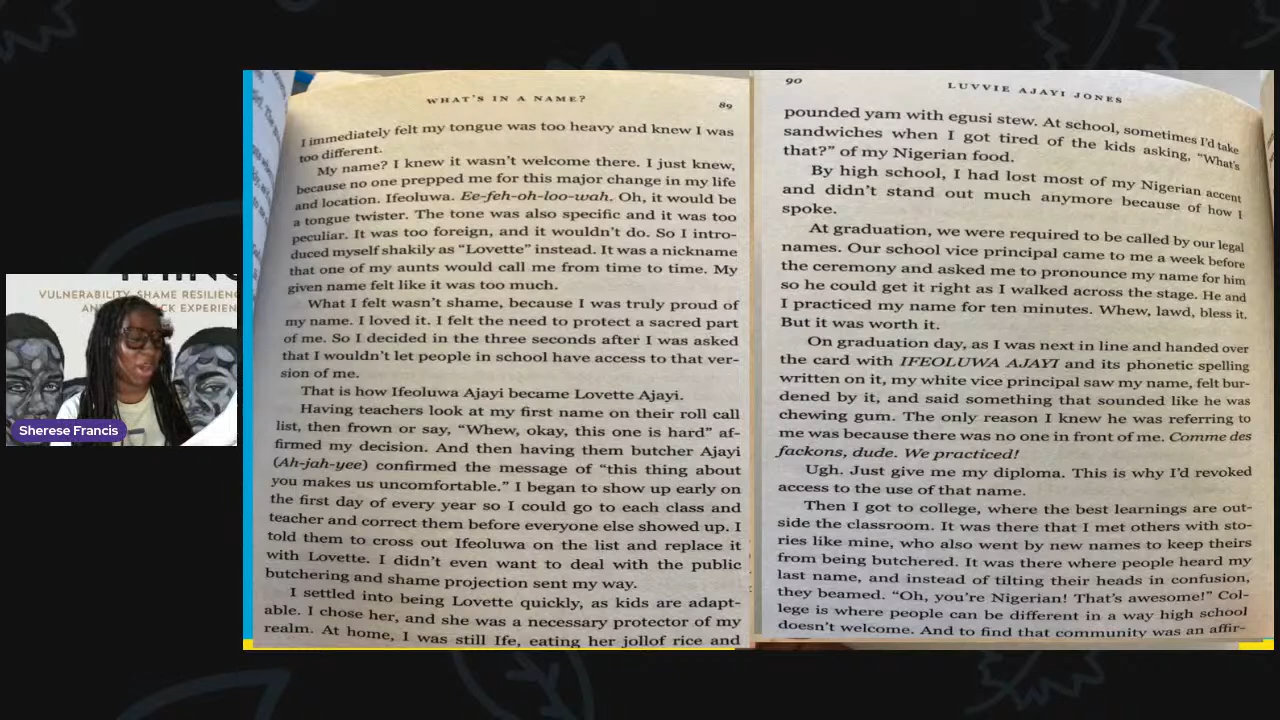 WHAT'S IN A NAME?
89
I immediately felt my tongue was too heavy and knew I was
too different.
My name? I knew it wasn't welcome there. I just knew,
because no one prepped me for this major change in my life
and location. Ifeoluwa. Ee-feh-oh-loo-wah. Oh, it would be
a tongue twister. The tone was also specific and it was too
peculiar. It was too foreign, and it wouldn't do. So I intro-
duced myself shakily as “Lovette” instead. It was a nickname
that one of my aunts would call me from time to time. My
given name felt like it was too much.
What I felt wasn't shame, because I was truly proud of
my name. I loved it. I felt the need to protect a sacred part
of me. So I decided in the three seconds after I was asked
that I wouldn't let people in school have access to that ver-
sion of me.
That is how Ifeoluwa Ajayi became Lovette Ajayi.
Having teachers look at my first name on their roll call
list, then frown or say, “Whew, okay, this one is hard” af-
firmed my decision. And then having them butcher Ajayi
(Ah-jah-yee) confirmed the message of “this thing about
you makes us uncomfortable.” I began to show up early on
the first day of every year so I could go to each class and
teacher and correct them before everyone else showed up. I
told them to cross out Ifeoluwa on the list and replace it
with Lovette. I didn't even want to deal with the public
butchering and shame projection sent my way.
I settled into being Lovette quickly, as kids are adapt-
able. I chose her, and she was a necessary protector of my
realm. At home, I was still Ife, eating her jollof rice and
90
LUVVIE AJAYI JONES
pounded yam with egusi stew. At school, sometimes I'd take
sandwiches when I got tired of the kids asking, “What's
that?” of my Nigerian food.
By high school, I had lost most of my Nigerian accent
and didn't stand out much anymore because of how I
spoke.
At graduation, we were required to be called by our legal
names. Our school vice principal came to me a week before
the ceremony and asked me to pronounce my name for him
so he could get it right as I walked across the stage. He and
I practiced my name for ten minutes. Whew, lawd, bless it.
But it was worth it.
On graduation day, as I was next in line and handed over
the card with IFEOLUWA AJAYI and its phonetic spelling
written on it, my white vice principal saw my name, felt bur-
dened by it, and said something that sounded like he was
chewing gum. The only reason I knew he was referring to
me was because there was no one in front of me. Comme des
fackons, dude. We practiced!
Ugh. Just give me my diploma. This is why I'd revoked
access to the use of that name.
Then I got to college, where the best learnings are out-
side the classroom. It was there that I met others with sto-
ries like mine, who also went by new names to keep theirs
from being butchered. It was there where people heard my
last name, and instead of tilting their heads in confusion,
they beamed. “Oh, you're Nigerian! That's awesome!” Col-
lege is where people can be different in a way high school
doesn't welcome. And to find that community was an affir-
VULNERABILITY, SHAME RESILIENC
Sherese Francis